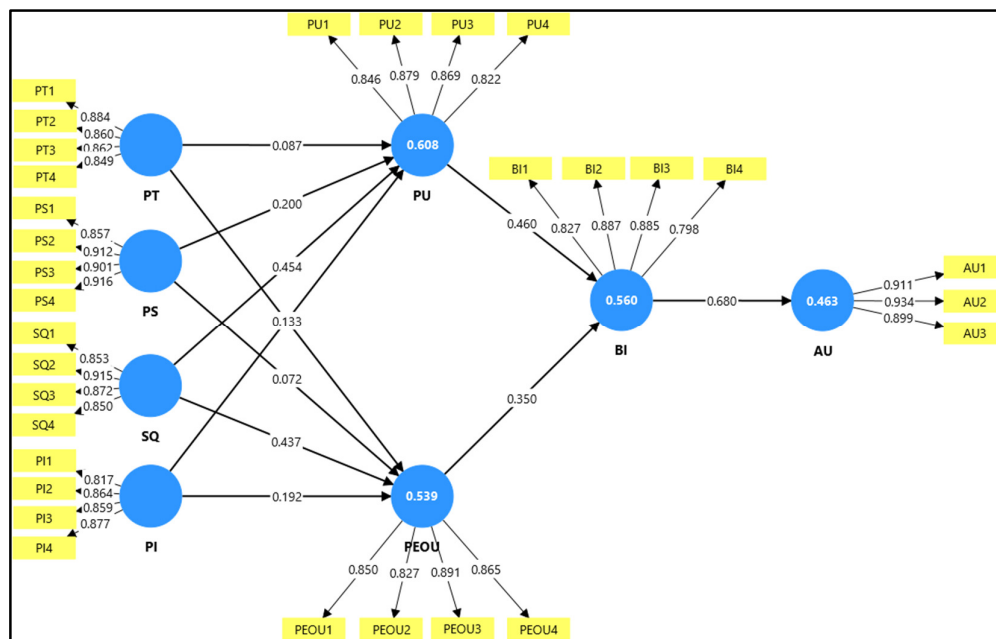 PU1
PU2
PU3
PU4
0.846
0.879
0.869
0.822
PT1
PT2
PT3
PT4
0.884
0.860
0.862
0.849
PT
0.087
0.608
PU
PS1
PS2
PS3
PS4
0.857
0.912
0.901
0.916
PS
0.200
0.454
0.133
0.072
BI1
BI2
BI3
BI4
0.827
0.887
0.885
0.798
0.460
0.560
BI
0.680
0.463
AU
0.911
0.934
0.899
AU1
AU2
AU3
SQ1
SQ2
SQ3
SQ4
0.853
0.915
0.872
0.850
SQ
0.437
0.350
PI1
PI2
PI3
PI4
0.817
0.864
0.859
0.877
PI
0.192
0.539
PEOU
0.850
0.827
0.891
0.865
PEOU1
PEOU2
PEOU3
PEOU4